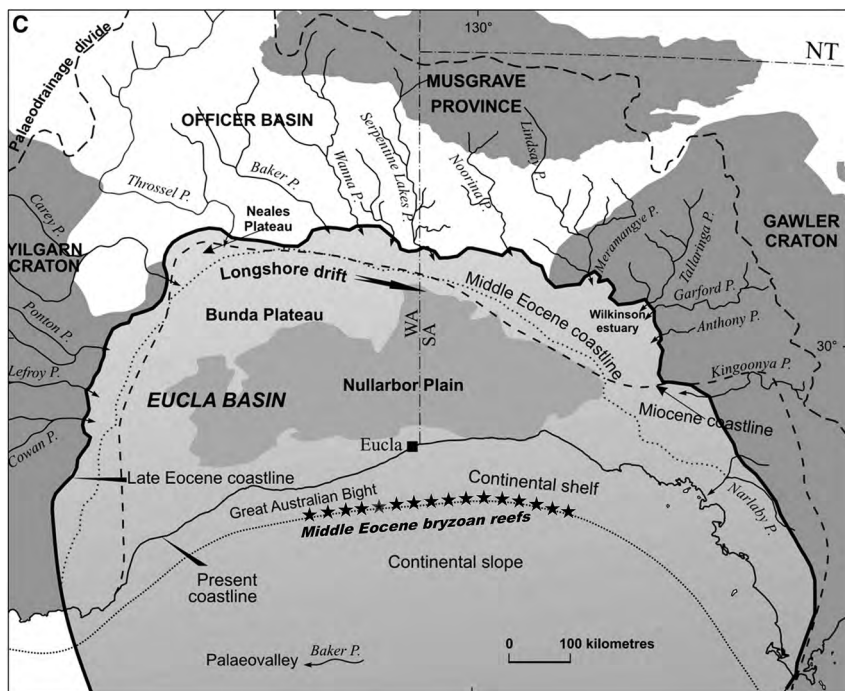 C
130°
NT
Palaeodrainage divide
MUSGRAVE
PROVINCE
OFFICER BASIN
Serpentine Lakes P.
Lindsay P.
Wanna P.
Baker P.
Noorina P.
Throssel P.
Carey P.
Neales
Plateau
Meramangye P.
Tallaringa P.
GAWLER
CRATON
YILGARN
CRATON
Longshore drift
Middle Eocene coastline
Garford P.
Wilkinson
estuary
Bunda Plateau
Ponton P.
WA
SA
Anthony P.
30°
Kingoonya P.
Lefroy P.
Nullarbor Plain
EUCLA BASIN
Miocene coastline
Eucla
Cowan P.
Late Eocene coastline
Continental shelf
Great Australian Bight
Narlaby P.
Middle Eocene bryzoan reefs
Continental slope
Present
coastline
0 100 kilometres
Palaeovalley Baker P.